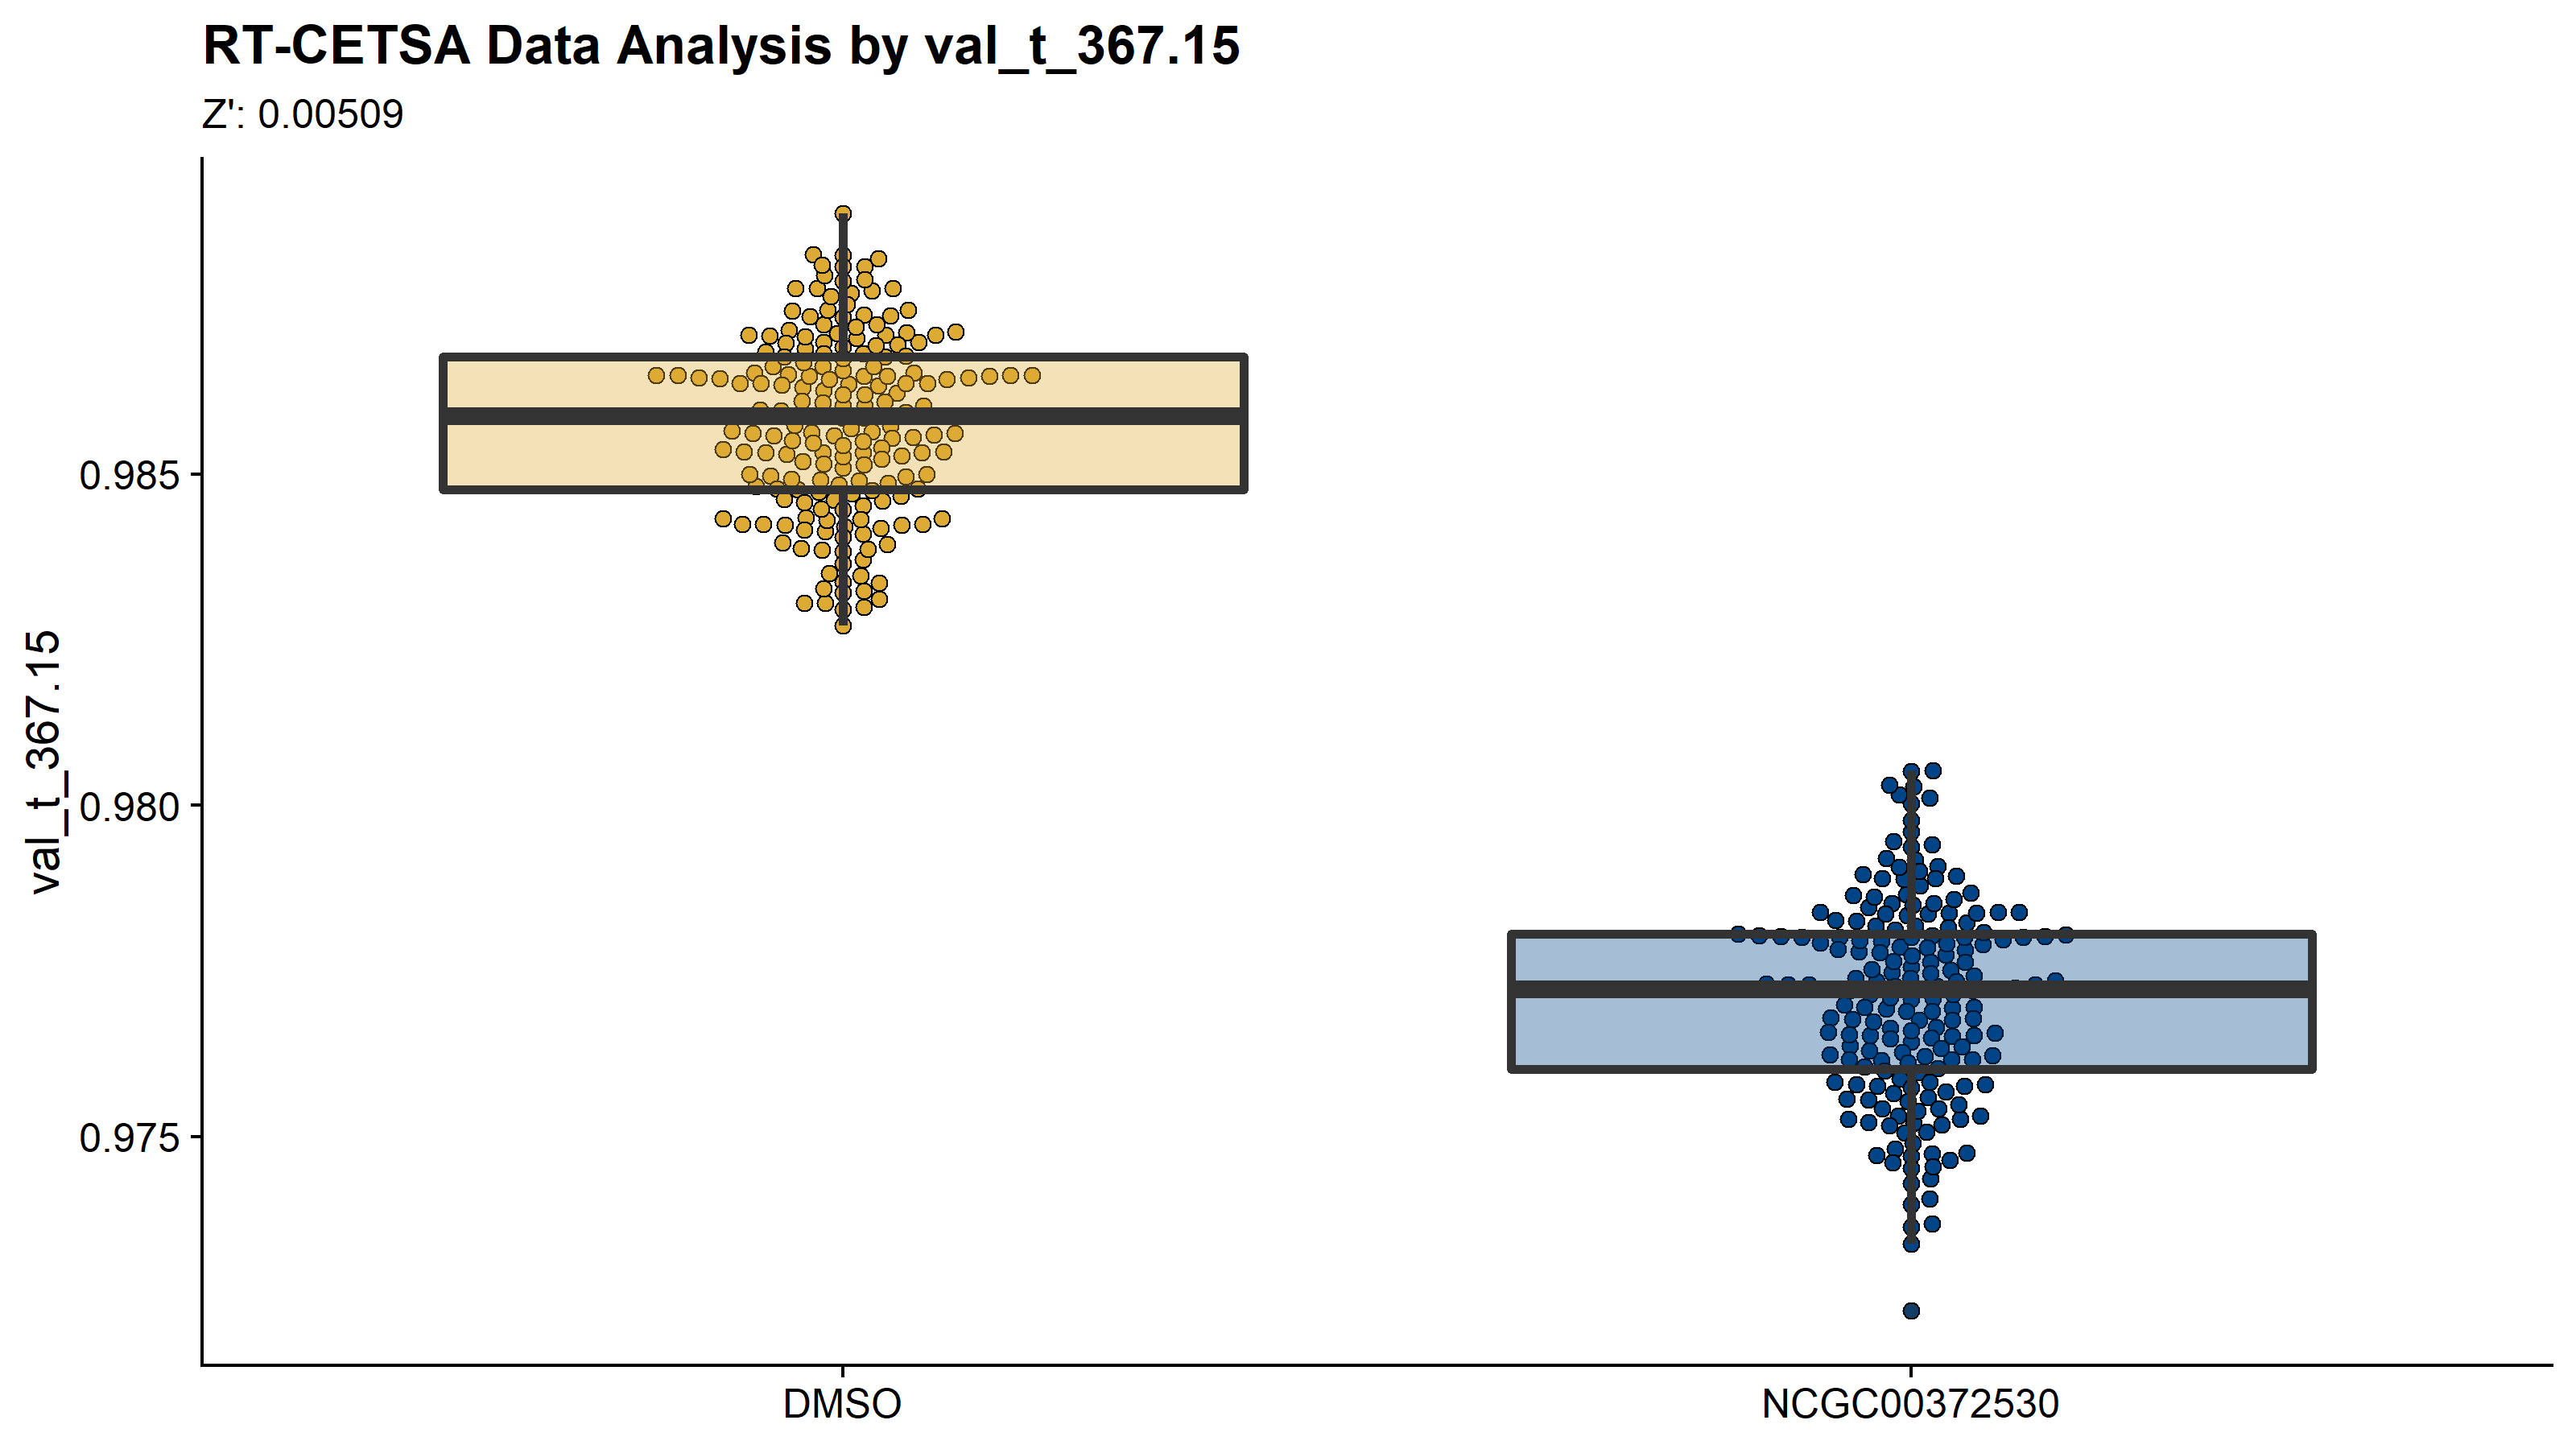 RT-CETSA Data Analysis by val_t_367.15
Z': 0.00509
val_t_367.15
0.985
0.980
0.975
DMSO
NCGC00372530